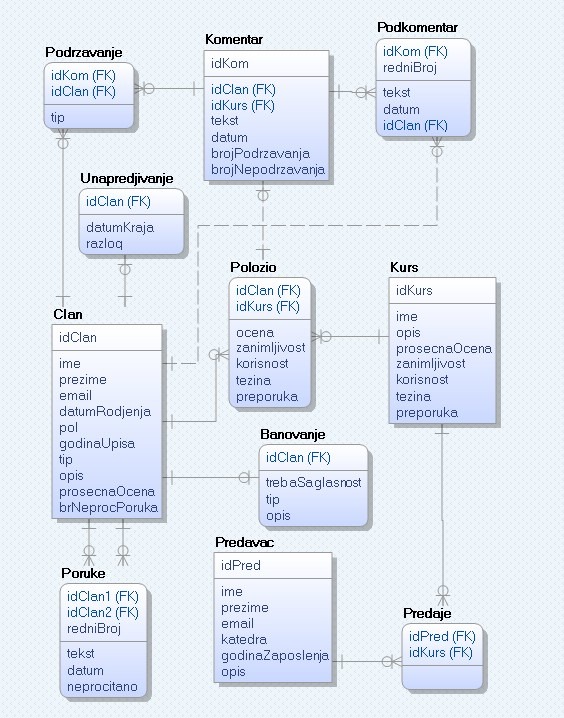 Podrzavanje
idKom (FK)
idClan (FK)
tip
Komentar
idKom
idClan (FK)
idKurs (FK)
tekst
datum
brojPodrzavanja
brojNepodrzavanja
Podkomentar
idKom (FK)
redniBroj
tekst
datum
idClan (FK)
Unapredjivanje
idClan (FK)
datumKraja
razloq
Clan
idClan
ime
prezime
email
datumRodjenja
pol
godinaUpisa
tip
opis
prosecnaOcena
brNeprocPoruka
Polozio
idClan (FK)
idKurs (FK)
ocena
zanimljivost
korisnost
tezina
preporuka
Kurs
idKurs
ime
opis
prosecnaOcena
zanimljivost
korisnost
tezina
preporuka
Banovanje
idClan (FK)
trebaSaglasnost
tip
opis
Poruke
idClan1 (FK)
idClan2 (FK)
redniBroj
tekst
datum
neprocitano
Predavac
idPred
ime
prezime
email
katedra
godinaZaposlenja
opis
Predaje
idPred (FK)
idKurs (FK)